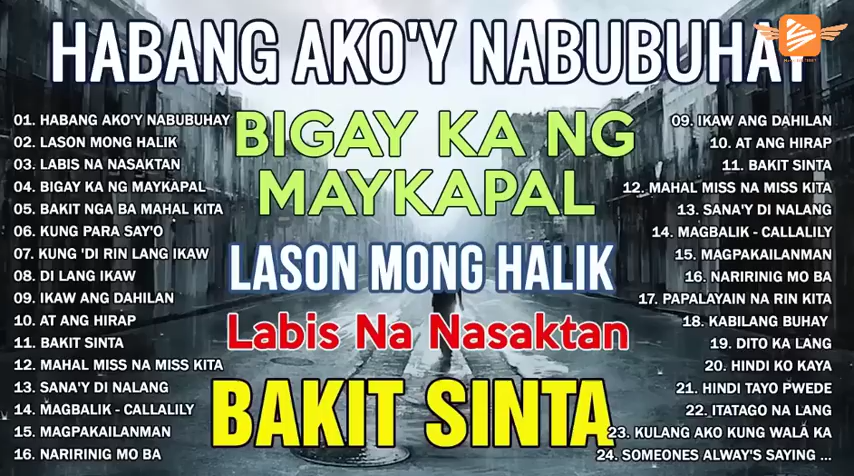 HABANG AKO'Y NABUBUHAY
01. HABANG AKO'Y NABUBUHAY
02. LASON MONG HALIK
03. LABIS NA NASAKTAN
04. BIGAY KA NG MAYKAPAL
05. BAKIT NGA BA MAHAL KITA
06. KUNG PARA SAY'O
07. KUNG 'DI RIN LANG IKAW
08. DI LANG IKAW
09. IKAW ANG DAHILAN
10. AT ANG HIRAP
11. BAKIT SINTA
12. MAHAL MISS NA MISS KITA
13. SANA'Y DI NALANG
14. MAGBALIK - CALLALILY
15. MAGPAKAILANMAN
16. NARIRINIG MO BA
BIGAY KA NG
MAYKAPAL
LASON MONG HALIK
Labis Na Nasaktan
BAKIT SINTA
09. IKAW ANG DAHILAN
10. AT ANG HIRAP
11. BAKIT SINTA
12. MAHAL MISS NA MISS KITA
13. SANA'Y DI NALANG
14. MAGBALIK - CALLALILY
15. MAGPAKAILANMAN
16. NARIRINIG MO BA
17. PAPALAYAIN NA RIN KITA
18. KABILANG BUHAY
19. DITO KA LANG
20. HINDI KO KAYA
21. HINDI TAYO PWEDE
22. ITATAGO NA LANG
23. KULANG AKO KUNG WALA KA
24. SOMEONES ALWAY'S SAYING ...